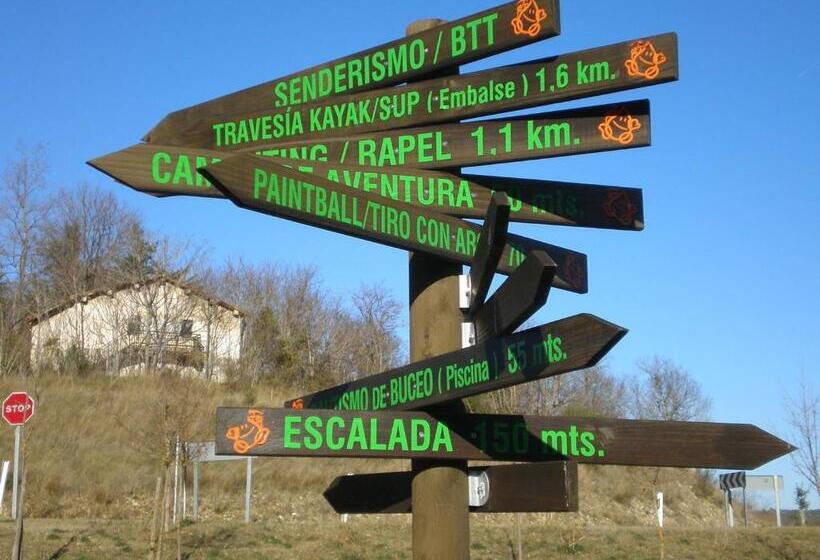 SENDERISMO / BTT
TRAVESÍA KAYAK/SUP ( Embalse ) 1,6 km.
/ RAPEL 1,1 km.
AVENTURA mts.
PAINTBALL/TIRO CON
DE BUCEO ( Piscina ) 55 mts.
ESCALADA 150 mts.
STOP